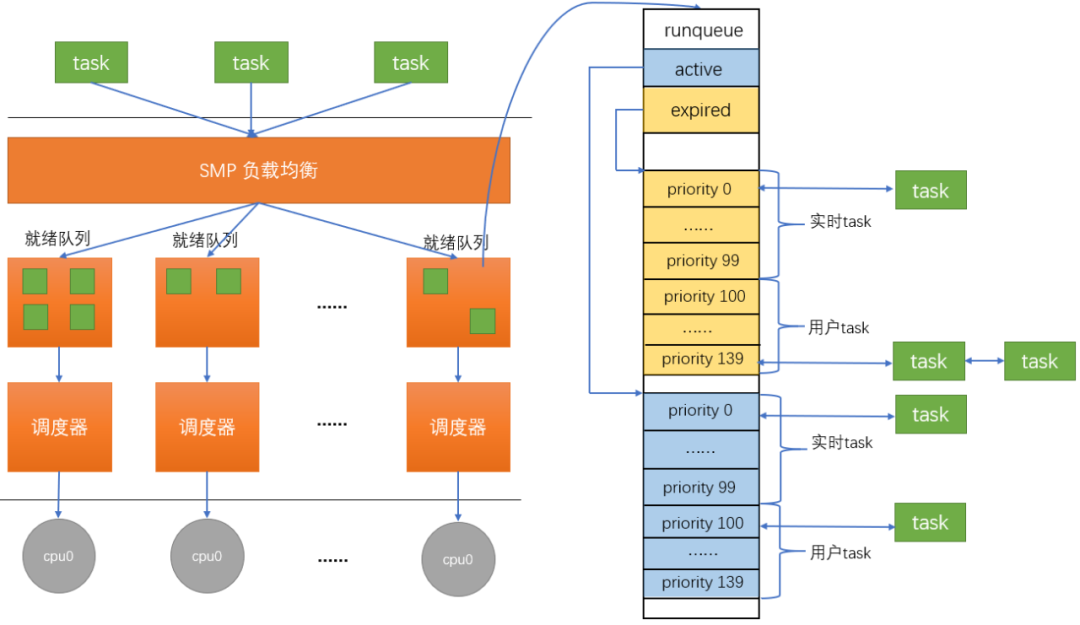 task
task
task
SMP 负载均衡
就绪队列
就绪队列
就绪队列
......
调度器
调度器
......
调度器
cpu0
cpu0
......
cpu0
runqueue
active
expired
priority 0
......
priority 99
priority 100
......
priority 139
实时task
用户task
task
task
task
priority 0
......
priority 99
priority 100
......
priority 139
实时task
用户task
task
task